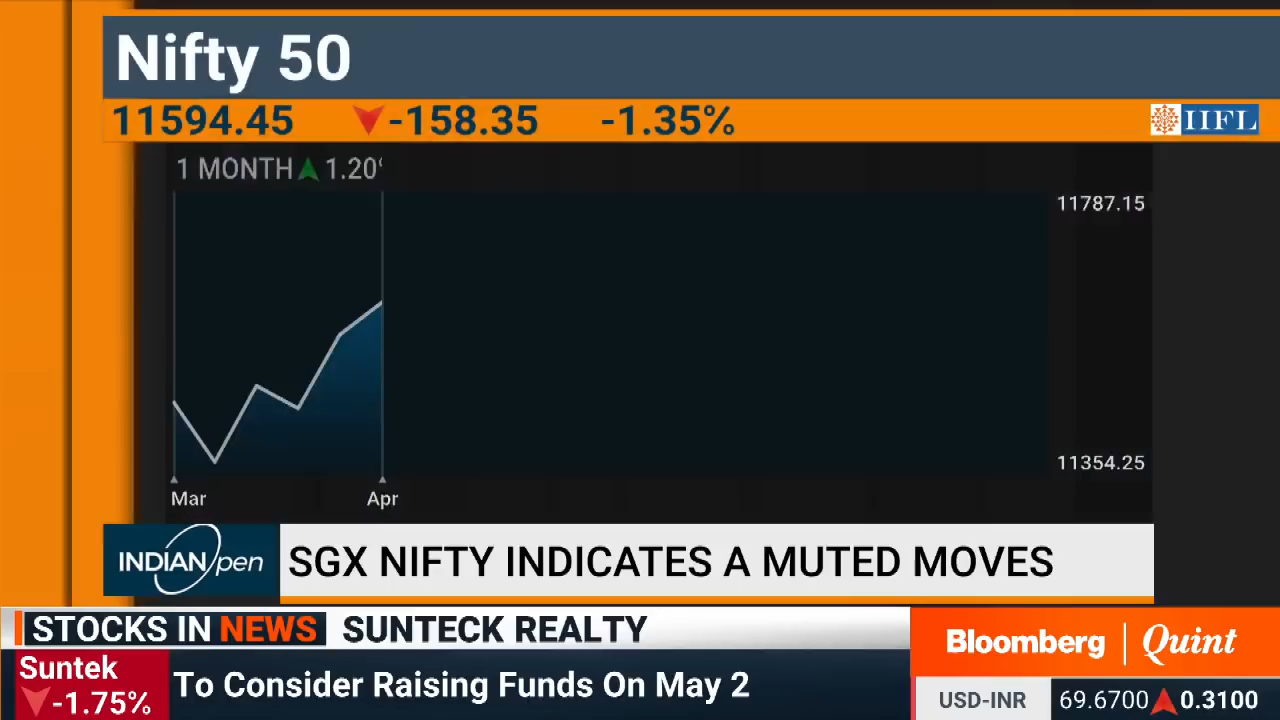 Nifty 50
11594.45 -158.35 -1.35%
IIFL
1 MONTH 1.20
11787.15
11354.25
Mar Apr
INDIAN pen
SGX NIFTY INDICATES A MUTED MOVES
STOCKS IN NEWS SUNTECK REALTY
Suntek
-1.75%
To Consider Raising Funds On May 2
Bloomberg | Quint
USD-INR 69.6700 0.3100